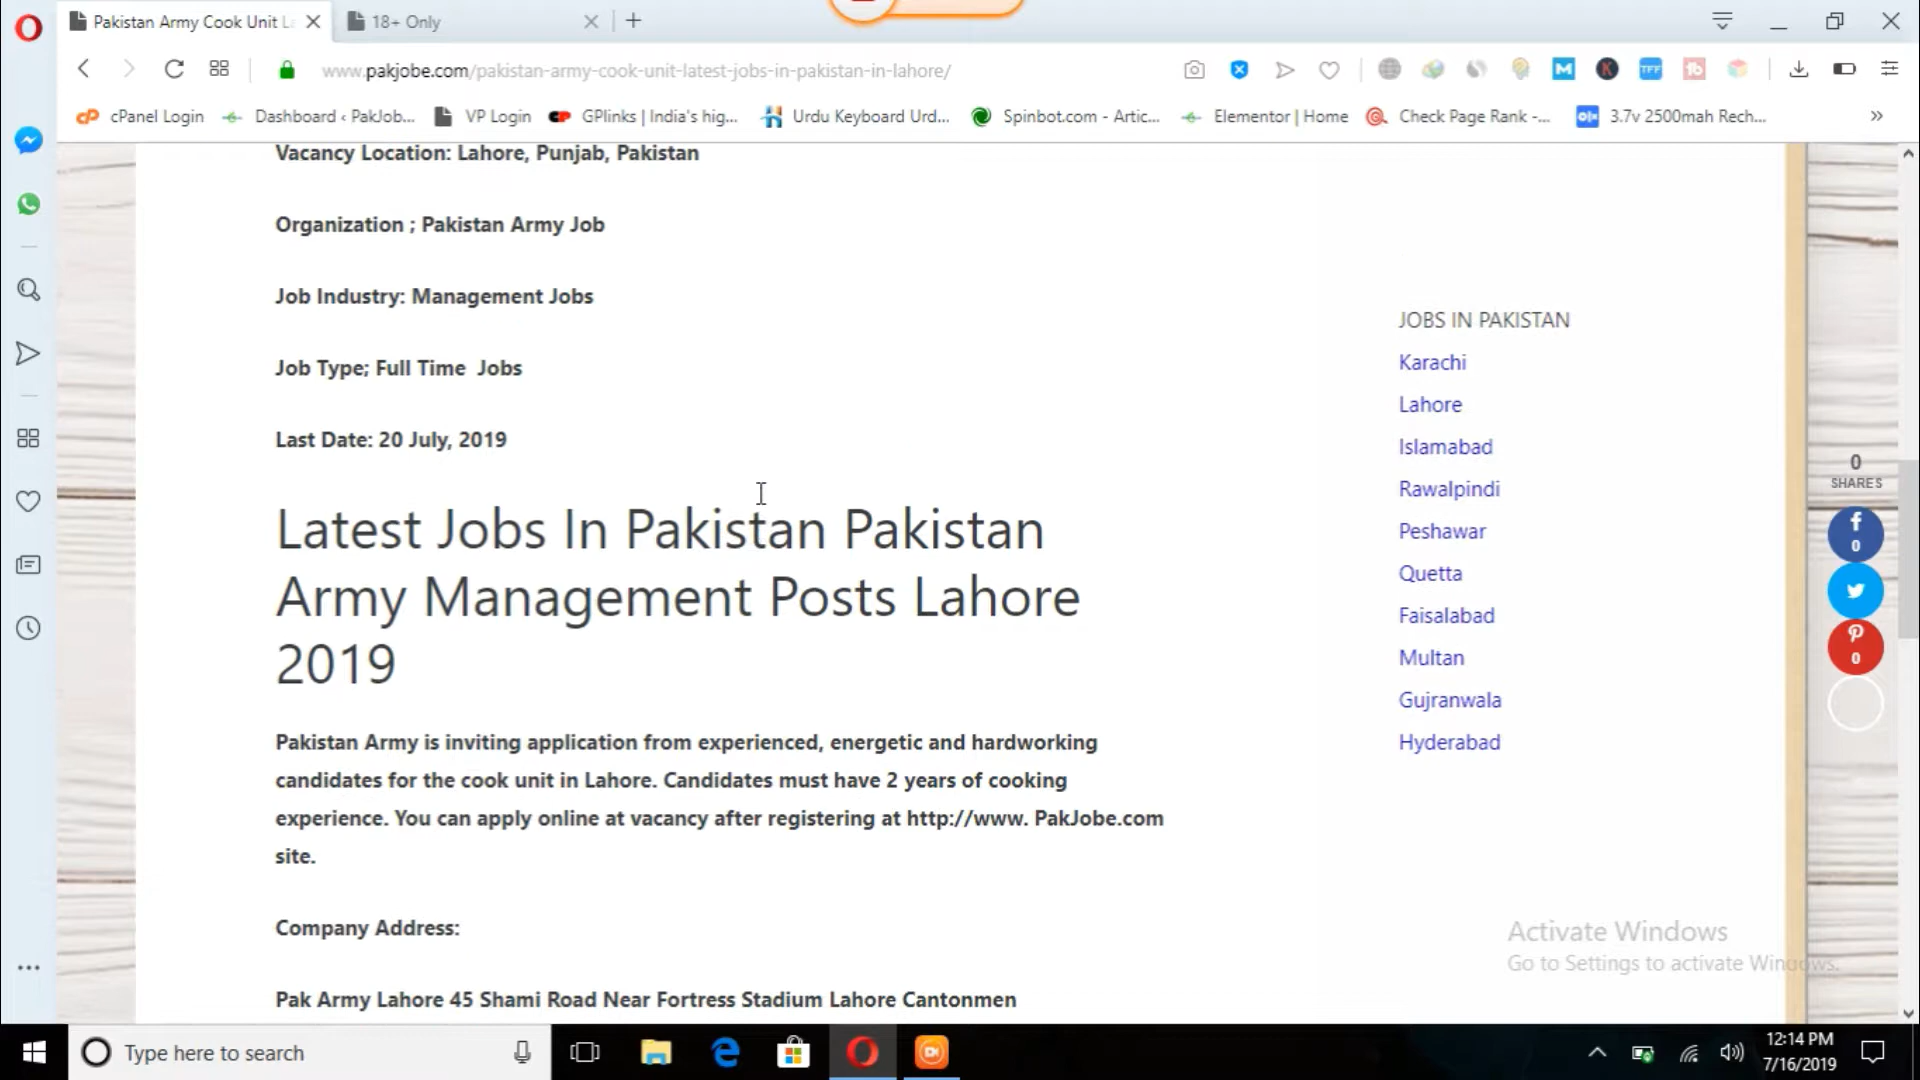 Pakistan Army Cook Unit L
18+ Only
www.pakjobe.com/pakistan-army-cook-unit-latest-jobs-in-pakistan-in-lahore/
cPanel Login
Dashboard ‹ PakJob...
VP Login
GPlinks | India's hig...
Urdu Keyboard Urd...
Spinbot.com - Artic...
Elementor | Home
Check Page Rank -...
3.7v 2500mah Rech...
Vacancy Location: Lahore, Punjab, Pakistan
Organization ; Pakistan Army Job
Job Industry: Management Jobs
Job Type; Full Time  Jobs
Last Date: 20 July, 2019
Latest Jobs In Pakistan Pakistan
Army Management Posts Lahore
2019
Pakistan Army is inviting application from experienced, energetic and hardworking
candidates for the cook unit in Lahore. Candidates must have 2 years of cooking
experience. You can apply online at vacancy after registering at http://www. PakJobe.com
site.
Company Address:
Pak Army Lahore 45 Shami Road Near Fortress Stadium Lahore Cantonmen
JOBS IN PAKISTAN
Karachi
Lahore
Islamabad
Rawalpindi
Peshawar
Quetta
Faisalabad
Multan
Gujranwala
Hyderabad
0
SHARES
0
0
Activate Windows
Go to Settings to activate Windows.
Type here to search
12:14 PM
7/16/2019